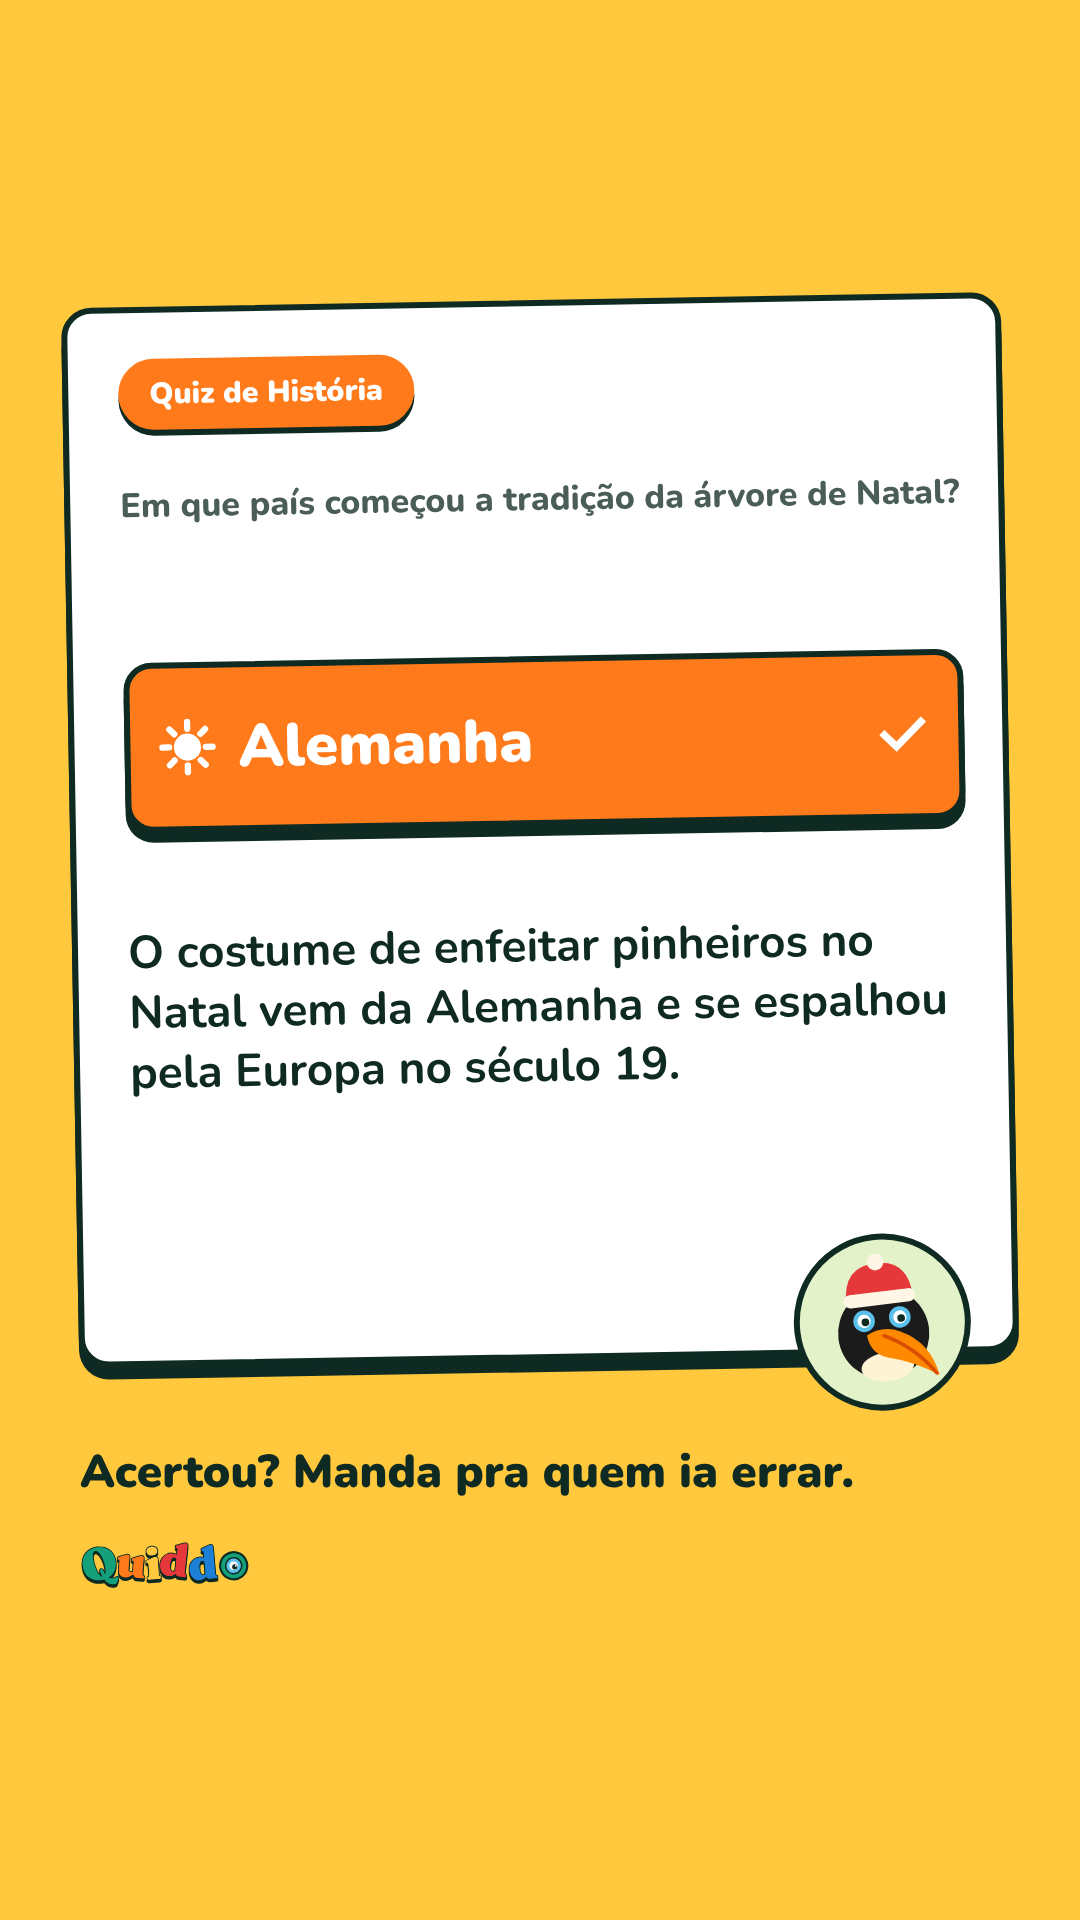 Quiz de História
Em que país começou a tradição da árvore de Natal?
Alemanha
O costume de enfeitar pinheiros no
Natal vem da Alemanha e se espalhou
pela Europa no século 19.
Acertou? Manda pra quem ia errar.
Quiddo